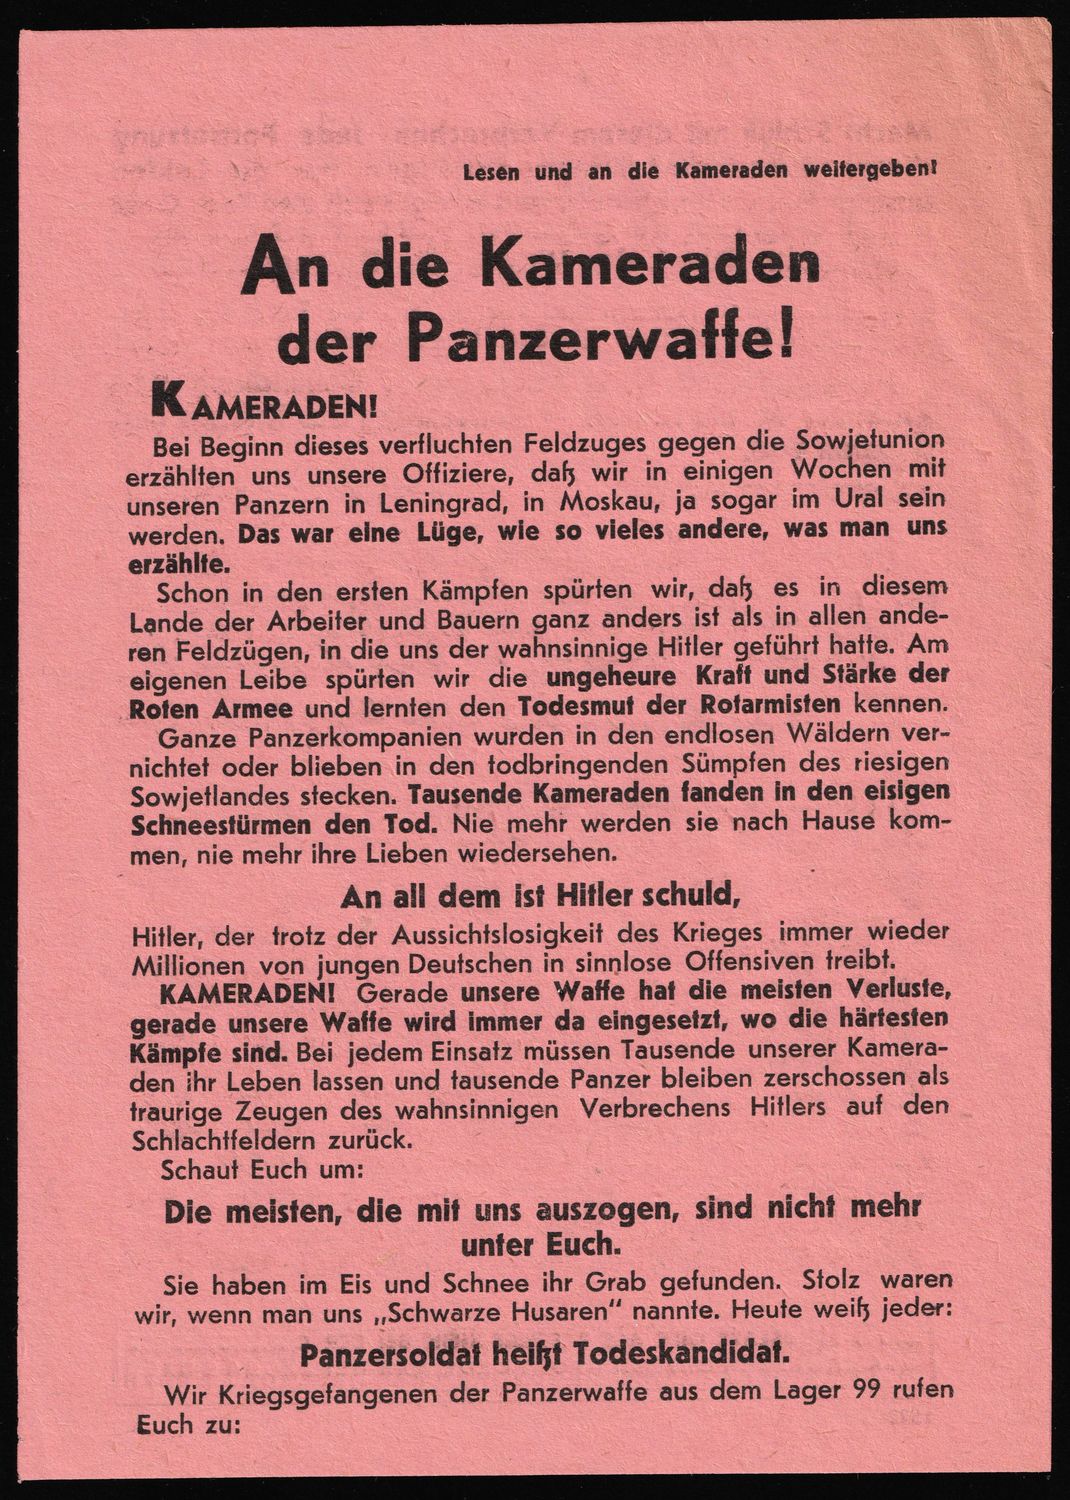 Lesen und an die Kameraden weitergeben!
An die Kameraden
der Panzerwaffe!
KAMERADEN!
Bei Beginn dieses verfluchten Feldzuges gegen die Sowjetunion
erzählten uns unsere Offiziere, daß wir in einigen Wochen mit
unseren Panzern in Leningrad, in Moskau, ja sogar im Ural sein
werden. Das war eine Lüge, wie so vieles andere, was man uns
erzählte.
Schon in den ersten Kämpfen spürten wir, daß es in diesem
Lande der Arbeiter und Bauern ganz anders ist als in allen ande-
ren Feldzügen, in die uns der wahnsinnige Hitler geführt hatte. Am
eigenen Leibe spürten wir die ungeheure Kraft und Stärke der
Roten Armee und lernten den Todesmut der Rotarmisten kennen.
Ganze Panzerkompanien wurden in den endlosen Wäldern ver-
nichtet oder blieben in den todbringenden Sümpfen des riesigen
Sowjetlandes stecken. Tausende Kameraden fanden in den eisigen
Schneestürmen den Tod. Nie mehr werden sie nach Hause kom-
men, nie mehr ihre Lieben wiedersehen.
An all dem ist Hitler schuld,
Hitler, der trotz der Aussichtslosigkeit des Krieges immer wieder
Millionen von jungen Deutschen in sinnlose Offensiven treibt.
KAMERADEN! Gerade unsere Waffe hat die meisten Verluste,
gerade unsere Waffe wird immer da eingesetzt, wo die härtesten
Kämpfe sind. Bei jedem Einsatz müssen Tausende unserer Kamera-
den ihr Leben lassen und tausende Panzer bleiben zerschossen als
traurige Zeugen des wahnsinnigen Verbrechens Hitlers auf den
Schlachtfeldern zurück.
Schaut Euch um:
Die meisten, die mit uns auszogen, sind nicht mehr
unter Euch.
Sie haben im Eis und Schnee ihr Grab gefunden. Stolz waren
wir, wenn man uns „Schwarze Husaren" nannte. Heute weiß jeder:
Panzersoldat heißt Todeskandidat.
Wir Kriegsgefangenen der Panzerwaffe aus dem Lager 99 rufen
Euch zu: